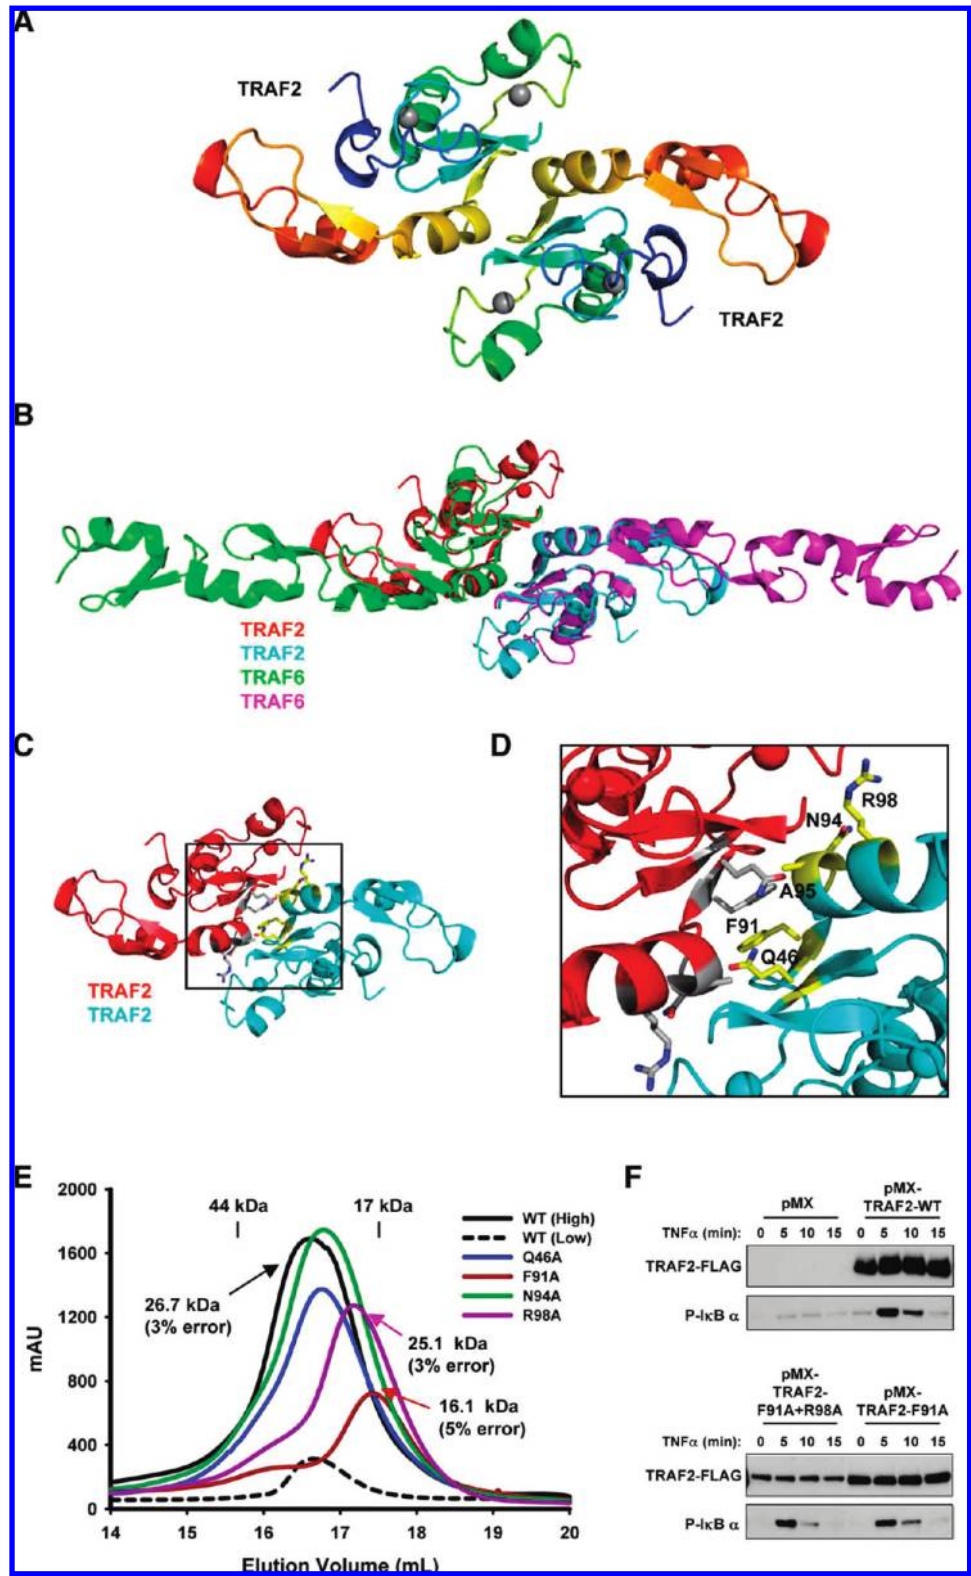 A
TRAF2
TRAF2
B
TRAF2
TRAF2
TRAF6
TRAF6
C
TRAF2
TRAF2
D
R98
N94
A95
F91
Q46
E
2000
1600
1200
800
400
0
mAU
44 kDa
17 kDa
WT (High)
WT (Low)
Q46A
F91A
N94A
R98A
26.7 kDa
(3% error)
25.1 kDa
(3% error)
16.1 kDa
(5% error)
14 15 16 17 18 19 20
Elution Volume (mL)
F
pMX
pMX-
TRAF2-WT
TNFα (min): 0 5 10 15 0 5 10 15
TRAF2-FLAG
P-IκB α
pMX-
TRAF2-
F91A+R98A
pMX-
TRAF2-F91A
TNFα (min): 0 5 10 15 0 5 10 15
TRAF2-FLAG
P-IκB α